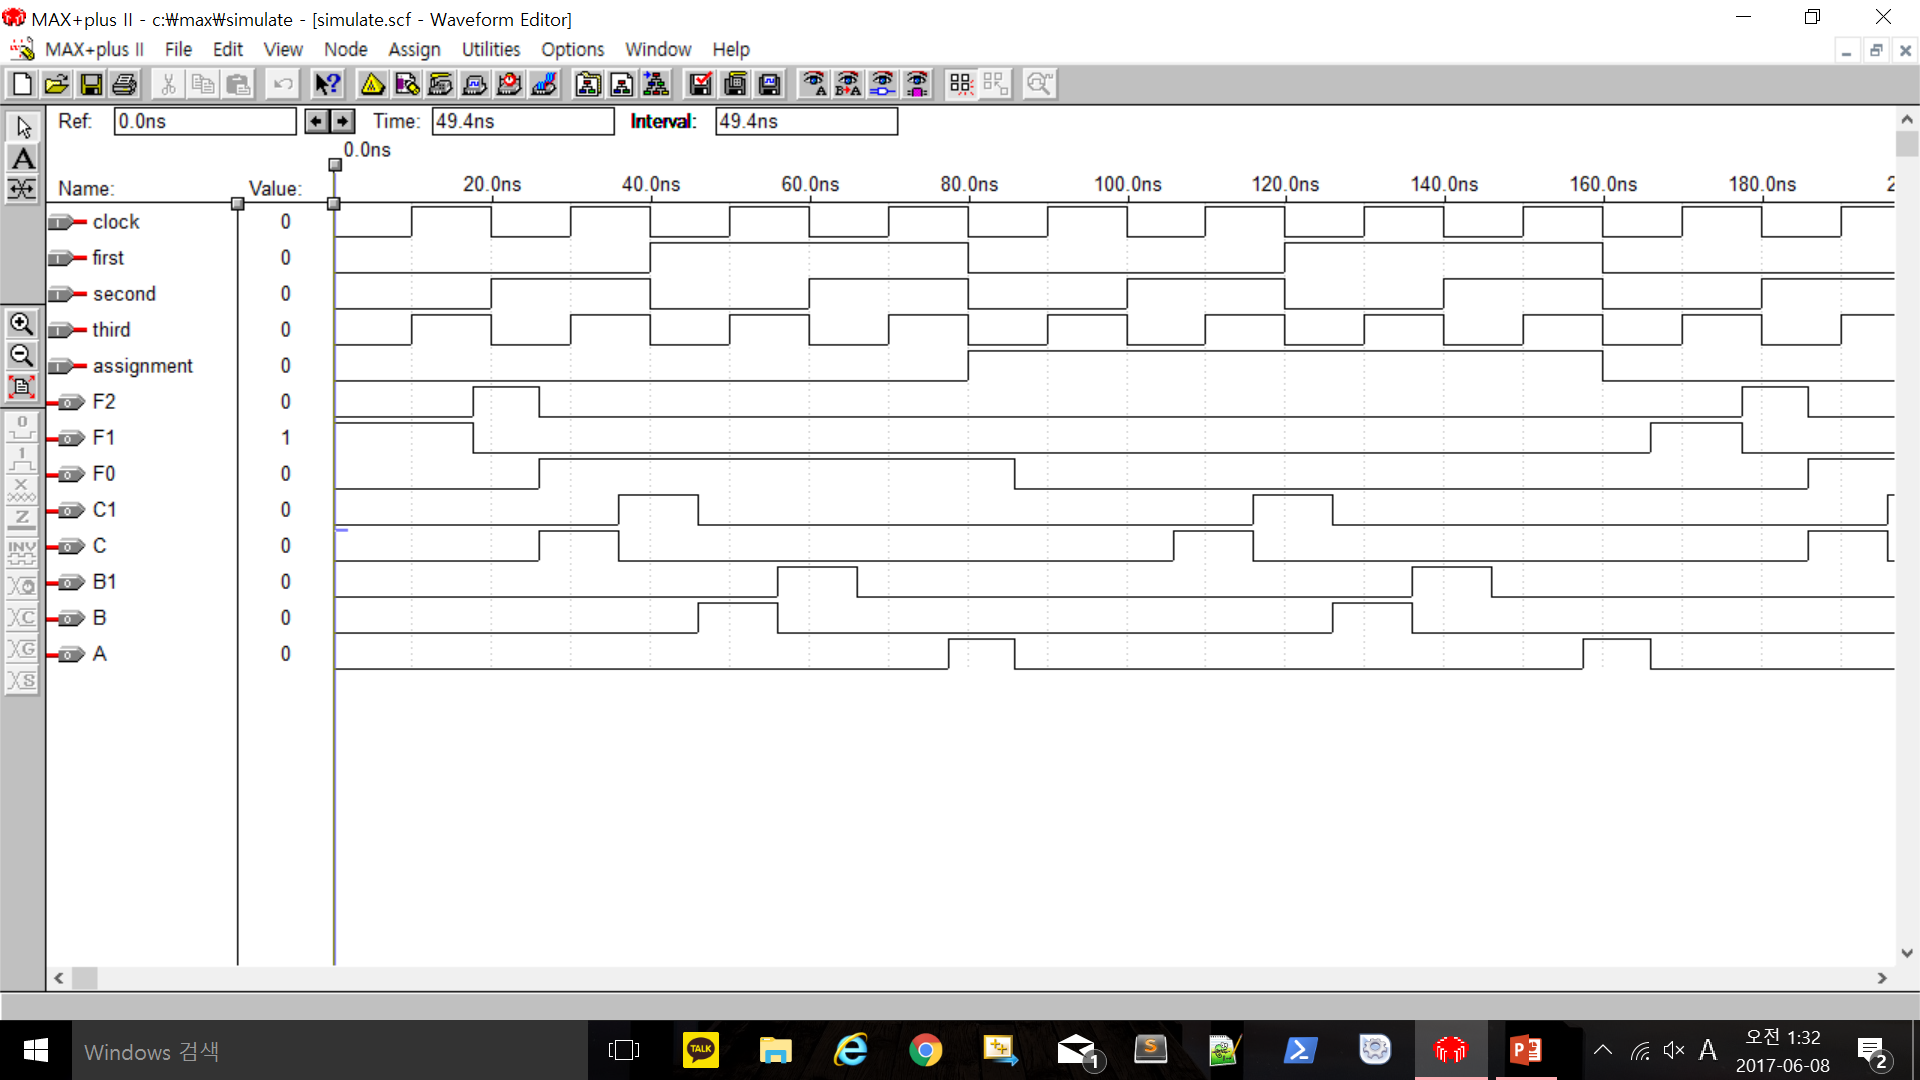 MAX+plus II - c:₩max₩simulate - [simulate.scf - Waveform Editor]
MAX+plus II File Edit View Node Assign Utilities Options Window Help
Ref: 0.0ns Time: 49.4ns Interval: 49.4ns
0.0ns
Name: Value: 20.0ns 40.0ns 60.0ns 80.0ns 100.0ns 120.0ns 140.0ns 160.0ns 180.0ns 2
clock 0
first 0
second 0
third 0
assignment 0
F2 0
F1 1
F0 0
C1 0
C 0
B1 0
B 0
A 0
Windows 검색
TALK
1
오전 1:32
A
2017-06-08
2